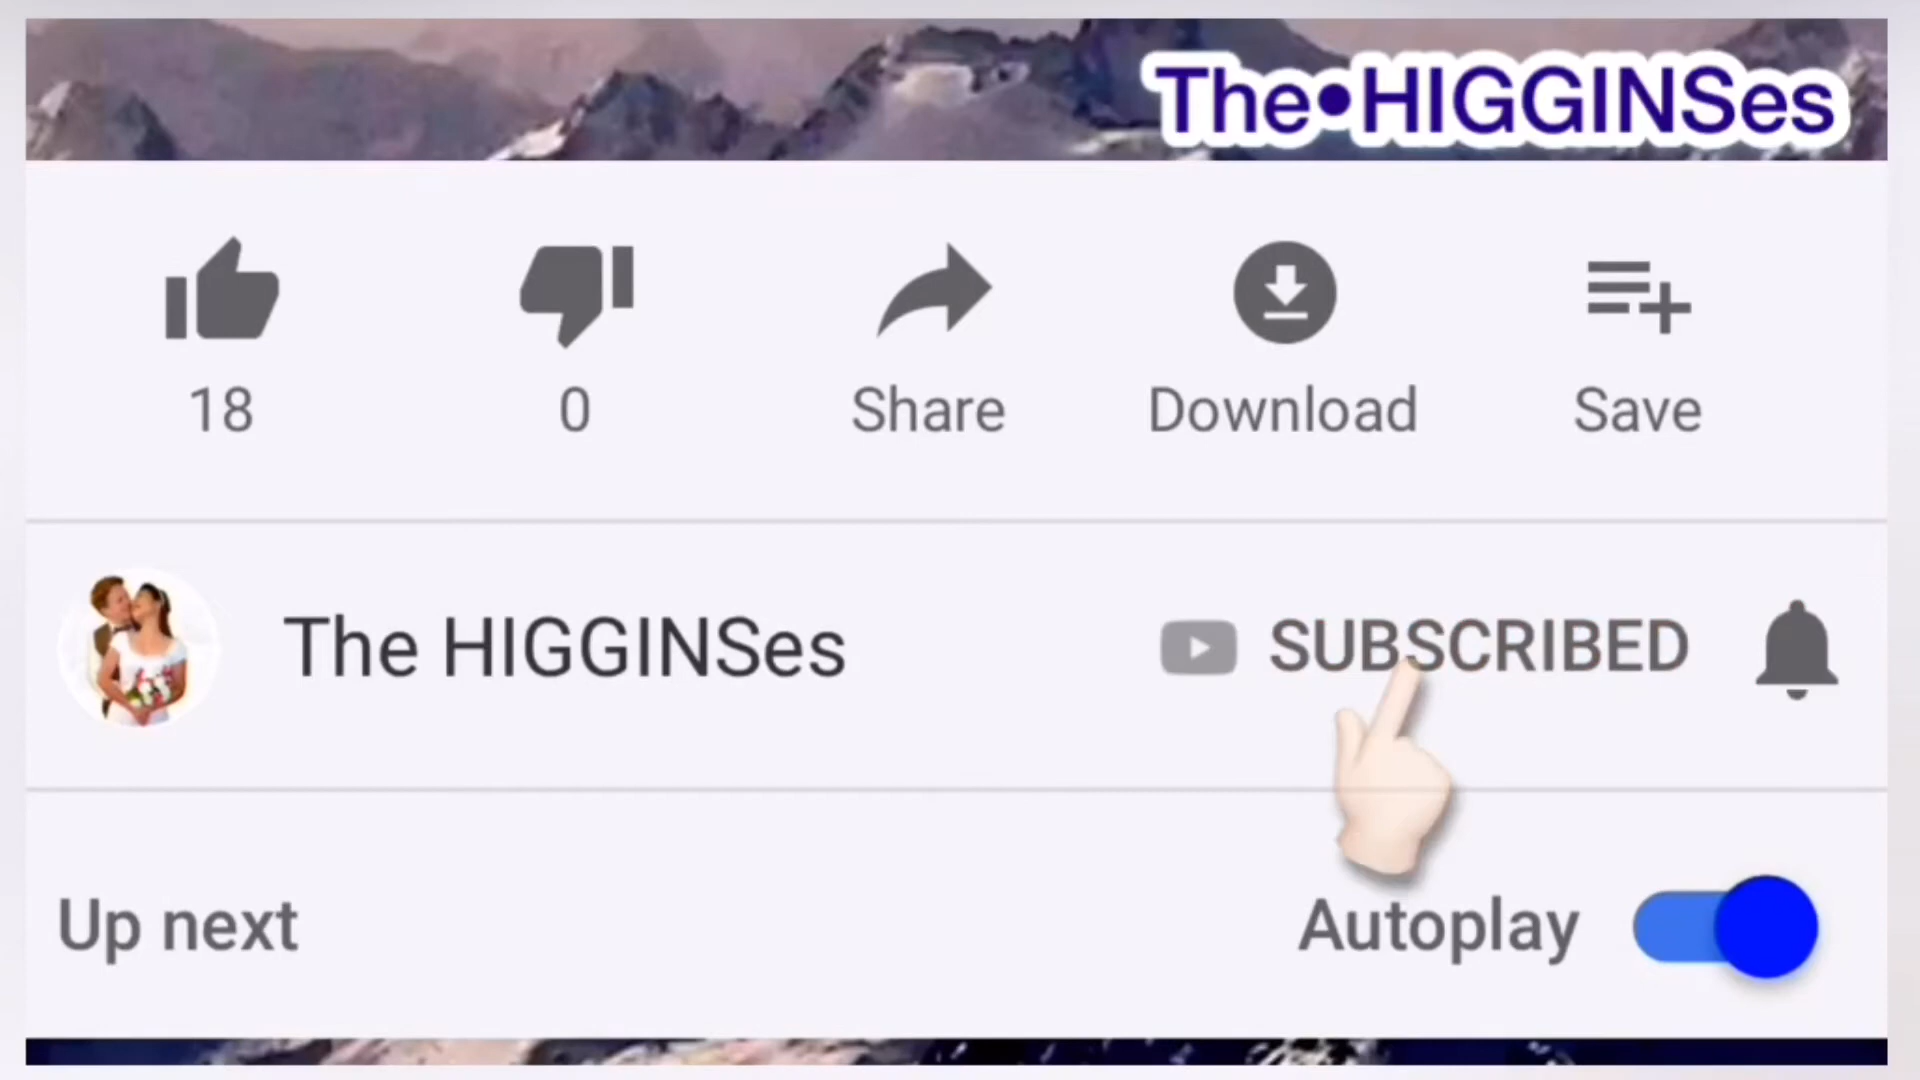 The•HIGGINSes
18
0
Share
Download
Save
The HIGGINSes
SUBSCRIBED
Up next
Autoplay